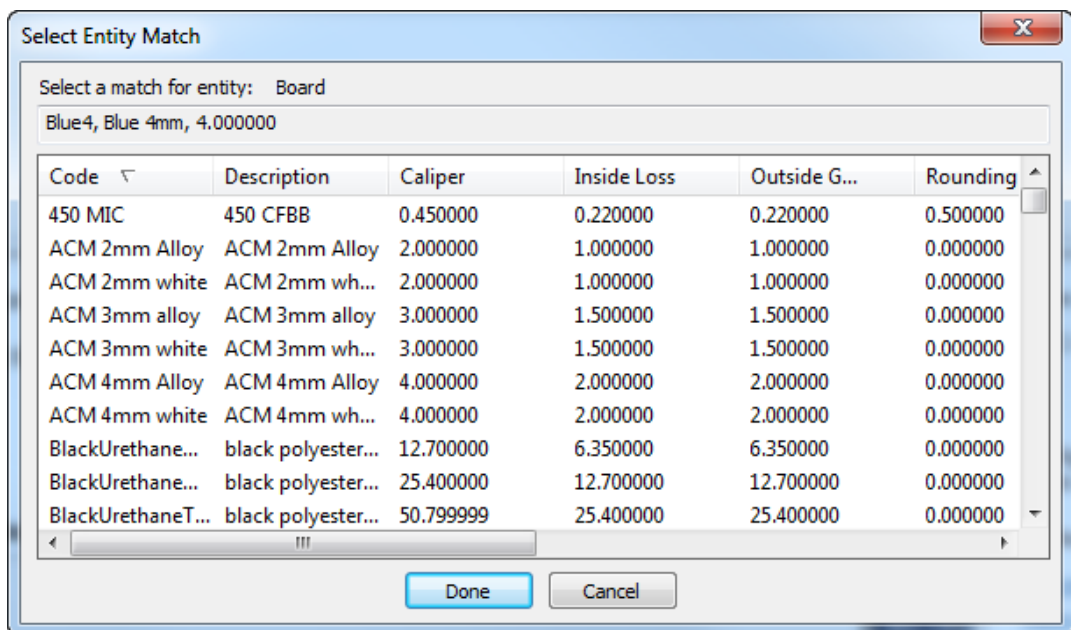 Select Entity Match
Select a match for entity: Board
Blue4, Blue 4mm, 4.000000
Code Description Caliper Inside Loss Outside G... Rounding
450 MIC 450 CFBB 0.450000 0.220000 0.220000 0.500000
ACM 2mm Alloy ACM 2mm Alloy 2.000000 1.000000 1.000000 0.000000
ACM 2mm white ACM 2mm wh... 2.000000 1.000000 1.000000 0.000000
ACM 3mm alloy ACM 3mm alloy 3.000000 1.500000 1.500000 0.000000
ACM 3mm white ACM 3mm wh... 3.000000 1.500000 1.500000 0.000000
ACM 4mm Alloy ACM 4mm Alloy 4.000000 2.000000 2.000000 0.000000
ACM 4mm white ACM 4mm wh... 4.000000 2.000000 2.000000 0.000000
BlackUrethane... black polyester... 12.700000 6.350000 6.350000 0.000000
BlackUrethane... black polyester... 25.400000 12.700000 12.700000 0.000000
BlackUrethaneT... black polyester... 50.799999 25.400000 25.400000 0.000000
Done Cancel